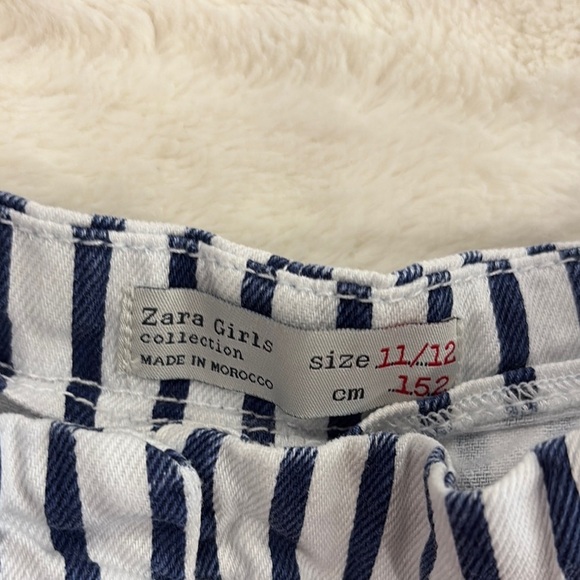 Zara Girls
collection
MADE IN MOROCCO
size 11/12
cm 152